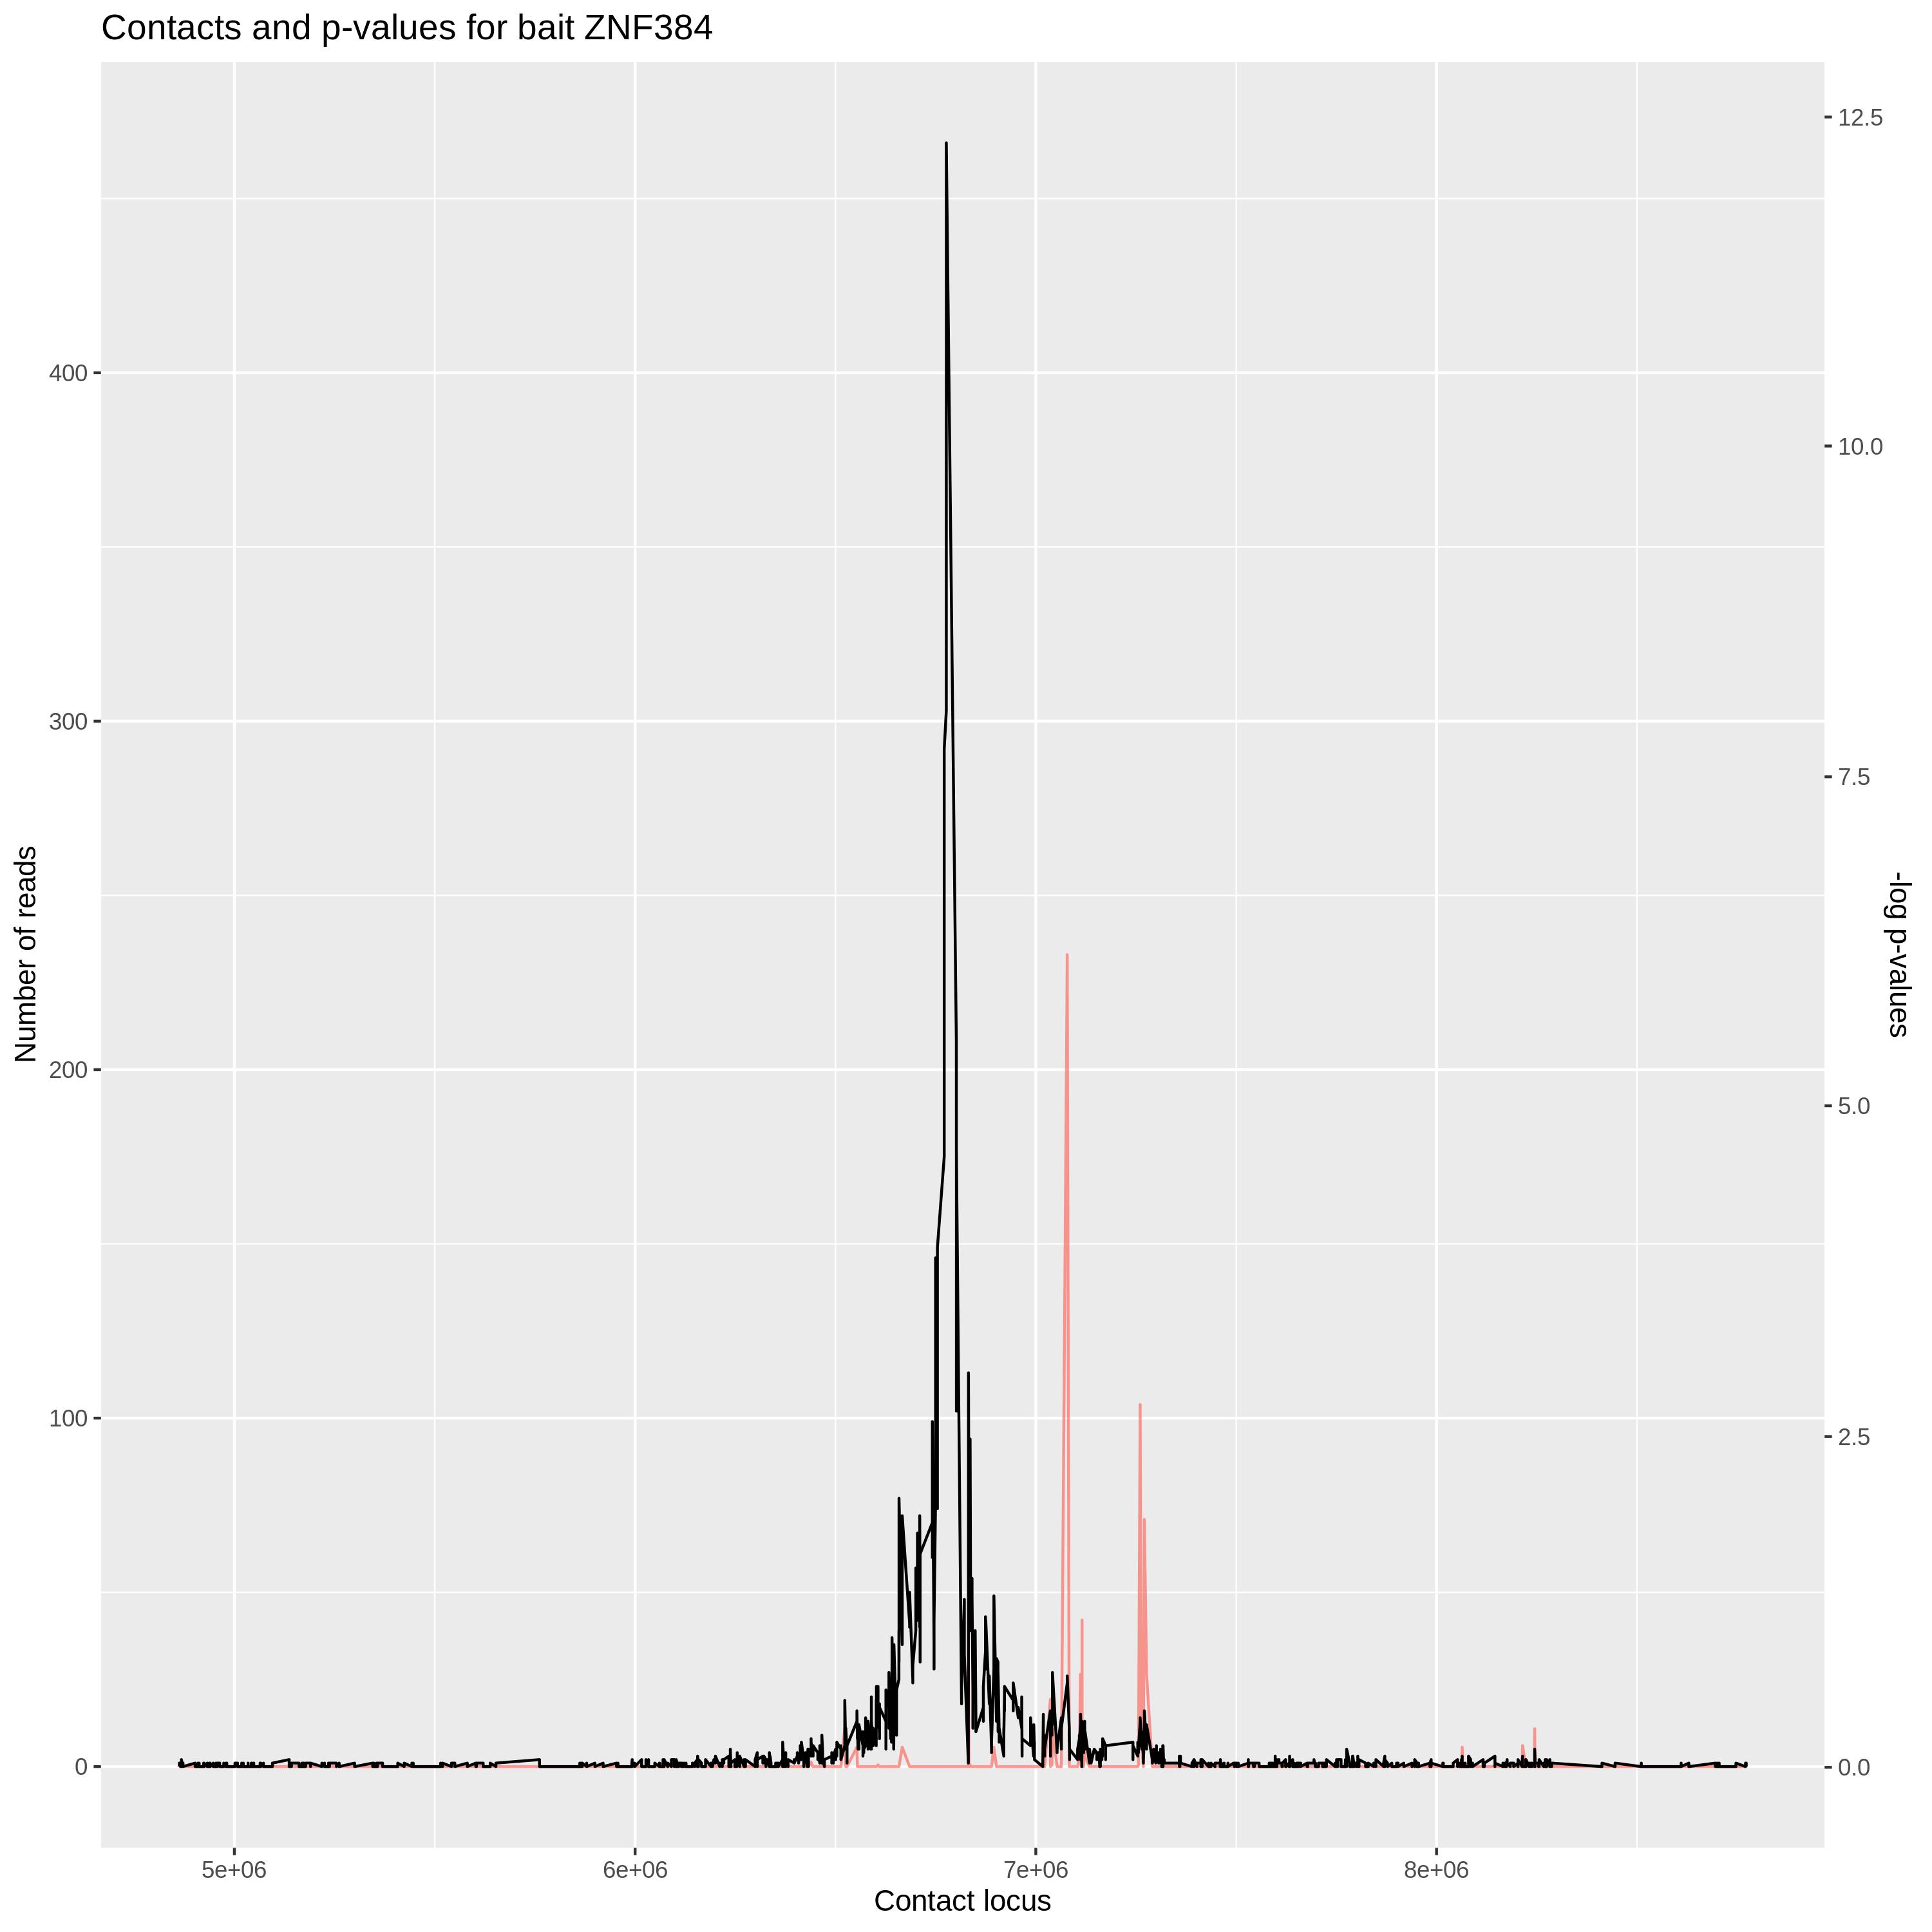 Contacts and p-values for bait ZNF384
12.5
10.0
7.5
5.0
2.5
0.0
400
300
200
100
0
Number of reads
-log p-values
5e+06
6e+06
7e+06
8e+06
Contact locus